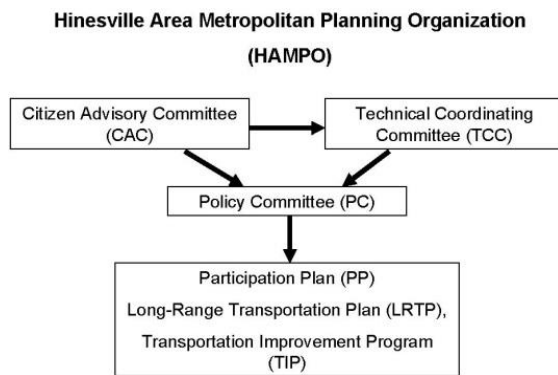 Hinesville Area Metropolitan Planning Organization
(HAMPO)
Citizen Advisory Committee
(CAC)
Technical Coordinating
Committee (TCC)
Policy Committee (PC)
Participation Plan (PP)
Long-Range Transportation Plan (LRTP),
Transportation Improvement Program
(TIP)